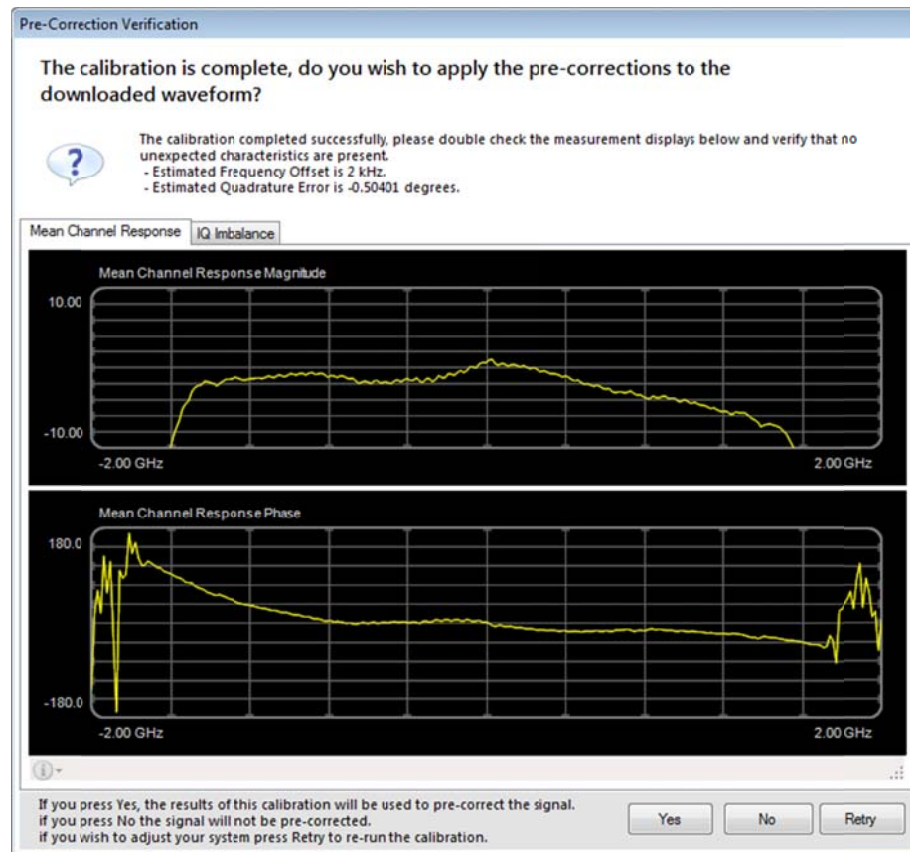 Pre-Correction Verification
The calibration is complete, do you wish to apply the pre-corrections to the
downloaded waveform?
?
The calibration completed successfully, please double check the measurement displays below and verify that no
unexpected characteristics are present.
- Estimated Frequency Offset is 2 kHz.
- Estimated Quadrature Error is -0.50401 degrees.
Mean Channel Response
IQ Imbalance
Mean Channel Response Magnitude
10.00
-10.00
-2.00 GHz
2.00 GHz
Mean Channel Response Phase
180.0
-180.0
-2.00 GHz
2.00 GHz
i
If you press Yes, the results of this calibration will be used to pre-correct the signal.
if you press No the signal will not be pre-corrected.
if you wish to adjust your system press Retry to re-run the calibration.
Yes
No
Retry